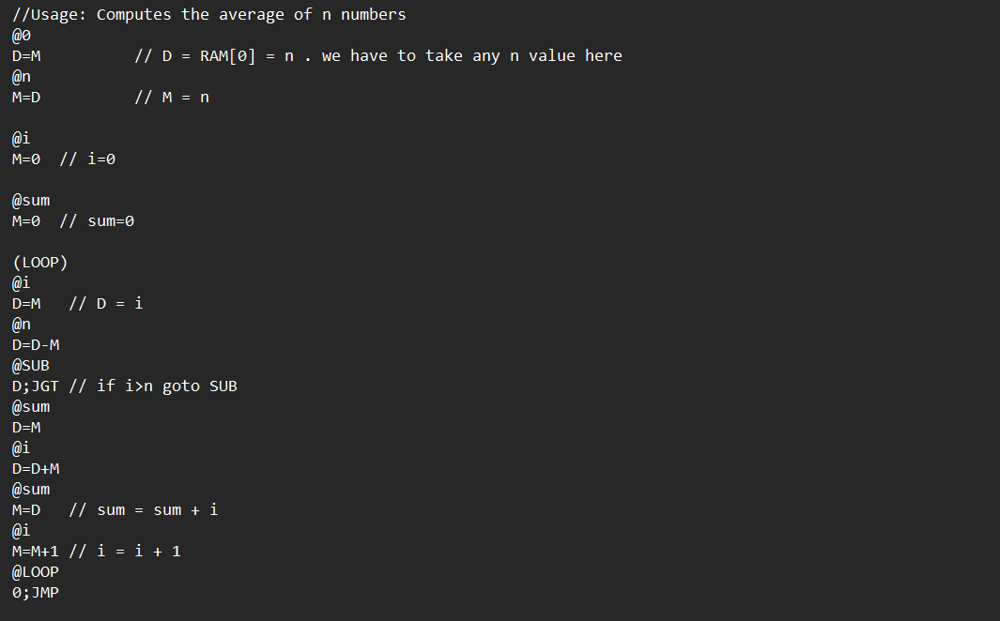 //Usage: Computes the average of n numbers
@0
D=M          // D = RAM[0] = n . we have to take any n value here
@n
M=D          // M = n
@i
M=0  // i=0
@sum
M=0  // sum=0
(LOOP)
@i
D=M   // D = i
@n
D=D-M
@SUB
D;JGT // if i>n goto SUB
@sum
D=M
@i
D=D+M
@sum
M=D   // sum = sum + i
@i
M=M+1 // i = i + 1
@LOOP
0;JMP